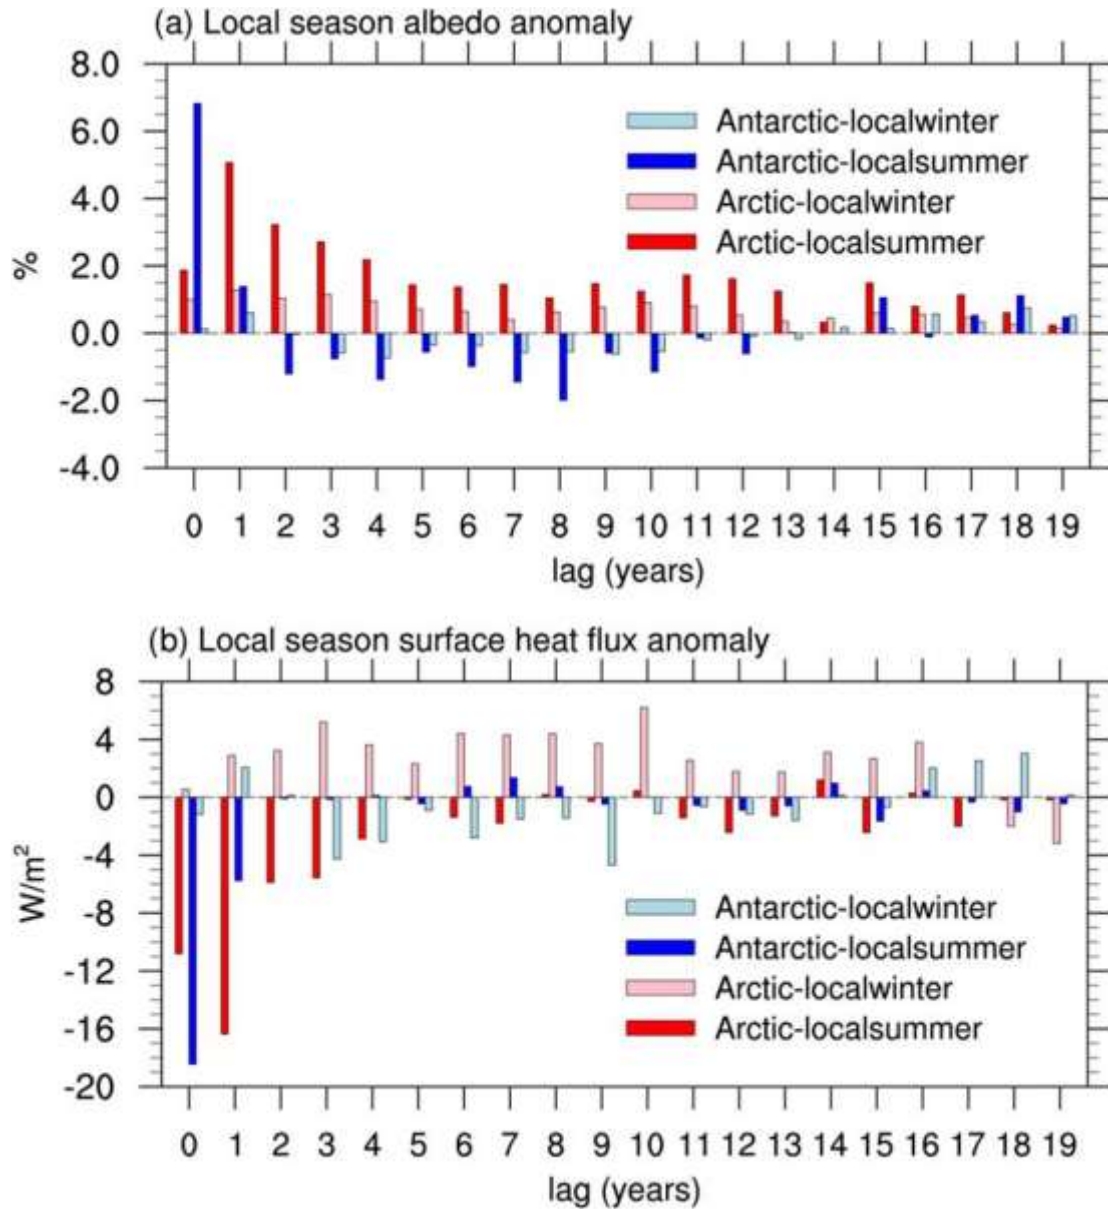 (a) Local season albedo anomaly
8.0
6.0
4.0
2.0
0.0
-2.0
-4.0
%
Antarctic-localwinter
Antarctic-localsummer
Arctic-localwinter
Arctic-localsummer
0 1 2 3 4 5 6 7 8 9 10 11 12 13 14 15 16 17 18 19
lag (years)
(b) Local season surface heat flux anomaly
8
4
0
-4
-8
-12
-16
-20
W/m²
Antarctic-localwinter
Antarctic-localsummer
Arctic-localwinter
Arctic-localsummer
0 1 2 3 4 5 6 7 8 9 10 11 12 13 14 15 16 17 18 19
lag (years)